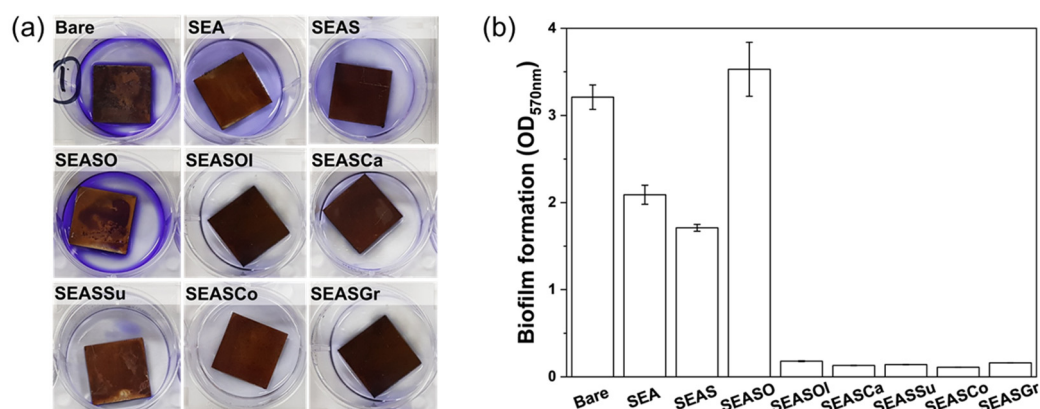 (a)
Bare SEA SEAS
1
SEASO SEASOl SEASCa
SEASSu SEASCo SEASGr
(b)
Biofilm formation (OD570nm)
4
3
2
1
0
Bare SEA SEAS SEASO SEASOl SEASCa SEASSu SEASCo SEASGr